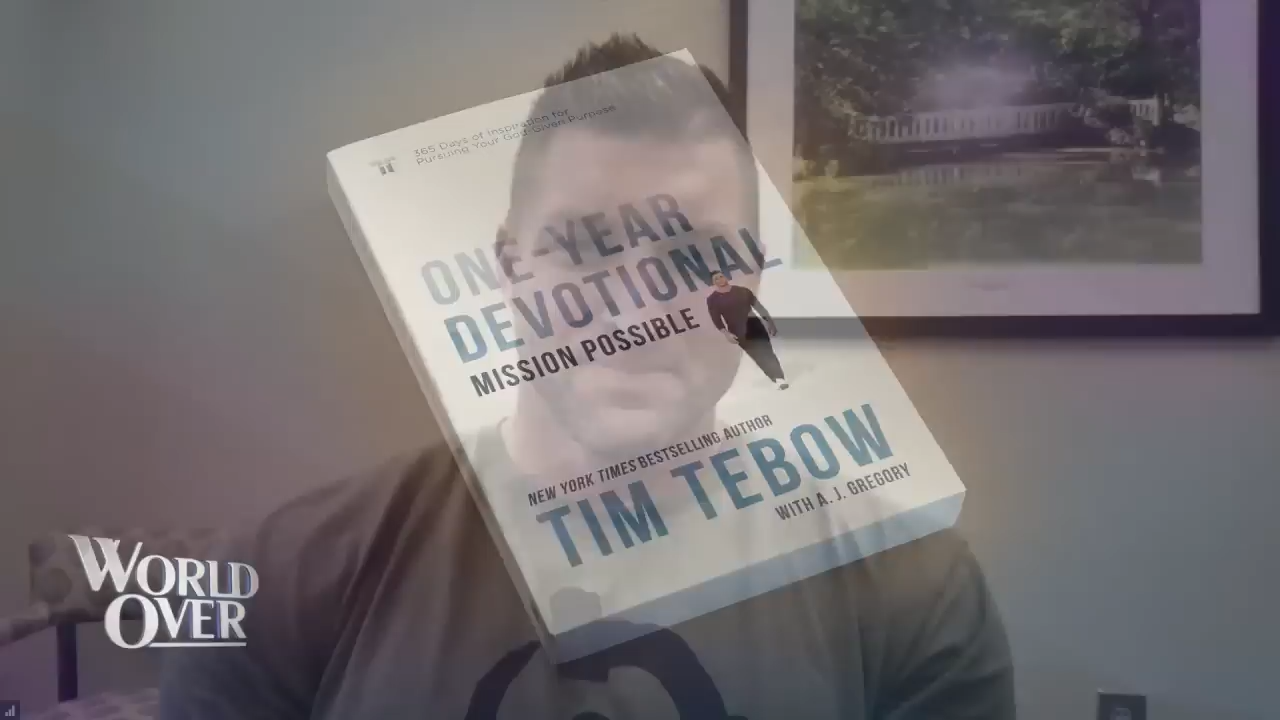 365 Days of Inspiration for
Pursuing Your God-Given Purpose
ONE-YEAR
DEVOTIONAL
MISSION POSSIBLE
NEW YORK TIMES BESTSELLING AUTHOR
TIM TEBOW
WITH A. J. GREGORY
WORLD
OVER